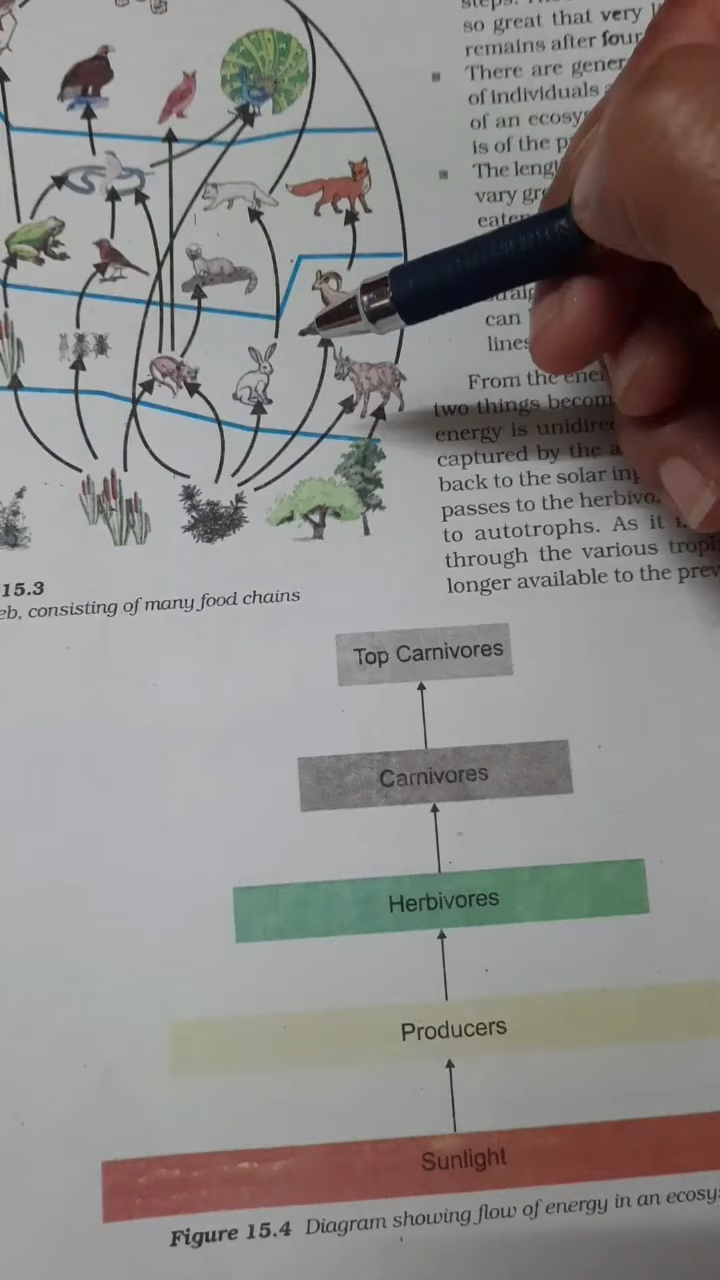 so great that very
remains after four
There are gener
of individuals
of an ecosy
is of the p
The lengt
vary gr
eaten
can
lines
From the ener
two things becom
energy is unidire
captured by the a
back to the solar inp
passes to the herbivo
to autotrophs. As it
through the various trop
longer available to the prev
15.3
eb, consisting of many food chains
Top Carnivores
Carnivores
Herbivores
Producers
Sunlight
Figure 15.4 Diagram showing flow of energy in an ecosy